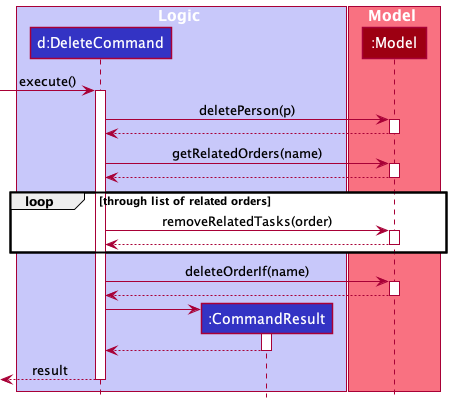 Logic
Model
d:DeleteCommand
:Model
execute()
deletePerson(p)
getRelatedOrders(name)
loop
[through list of related orders]
removeRelatedTasks(order)
deleteOrderIf(name)
:CommandResult
result